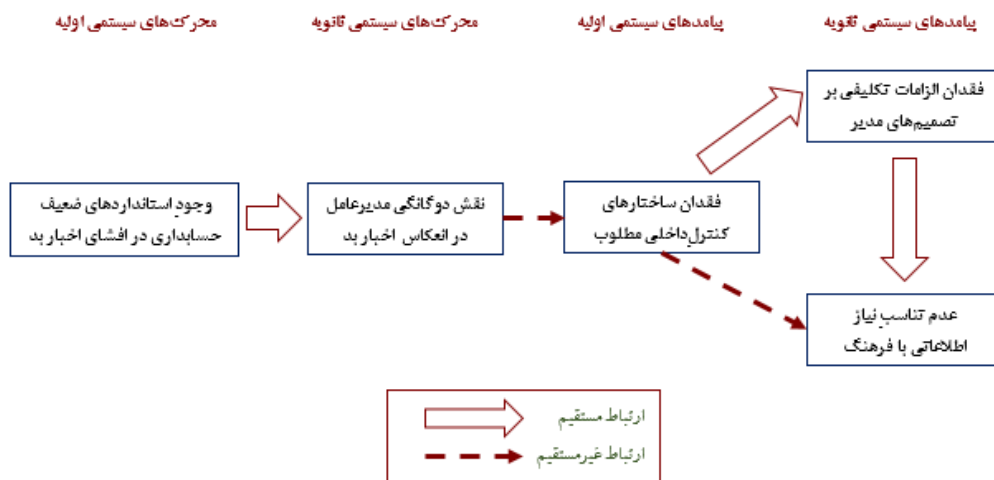 محرک‌های سیستمی اولیه
محرک‌های سیستمی ثانویه
پیامدهای سیستمی اولیه
پیامدهای سیستمی ثانویه
فقدان الزامات تکلیفی بر
تصمیم‌های مدیر
وجودِ استانداردهای ضعیف
حسابداری در افشای اخبار بد
نقش دوگانگی مدیرعامل
در انعکاس اخبار بد
فقدان ساختارهای
کنترل‌داخلی مطلوب
عدم تناسبِ نیاز
اطلاعاتی با فرهنگ
ارتباط مستقیم
ارتباط غیرمستقیم